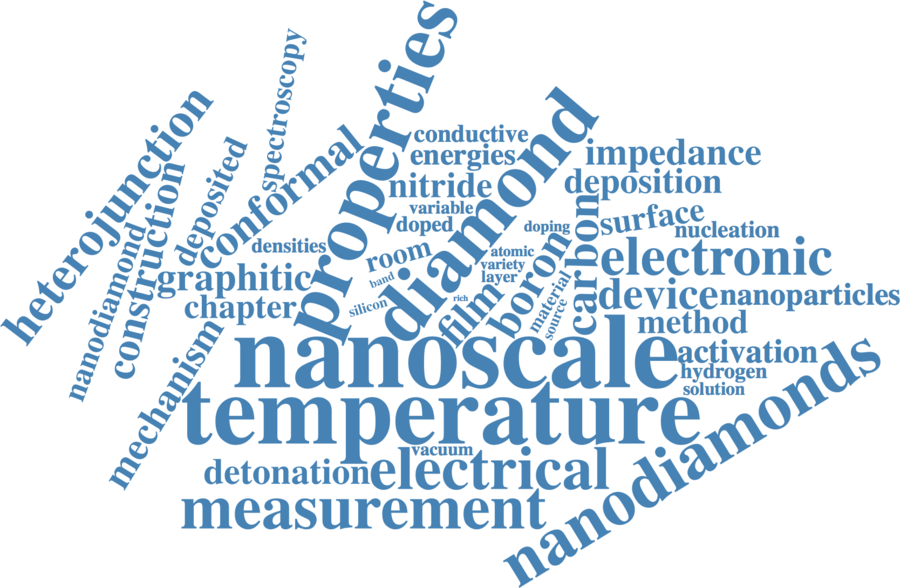 properties
spectroscopy
heterojunction
conformal
diamond
conductive
energies
impedance
deposited
construction
nitride
deposition
variable
doped
doping
carbon
surface
nucleation
nanodiamond
densities
room
atomic
variety
layer
boron
electronic
graphitic
band
material
chapter
silicon
film
rich
source
device
nanoparticles
mechanism
method
nanoscale
activation
hydrogen
solution
temperature
nanodiamonds
vacuum
detonation
electrical
measurement